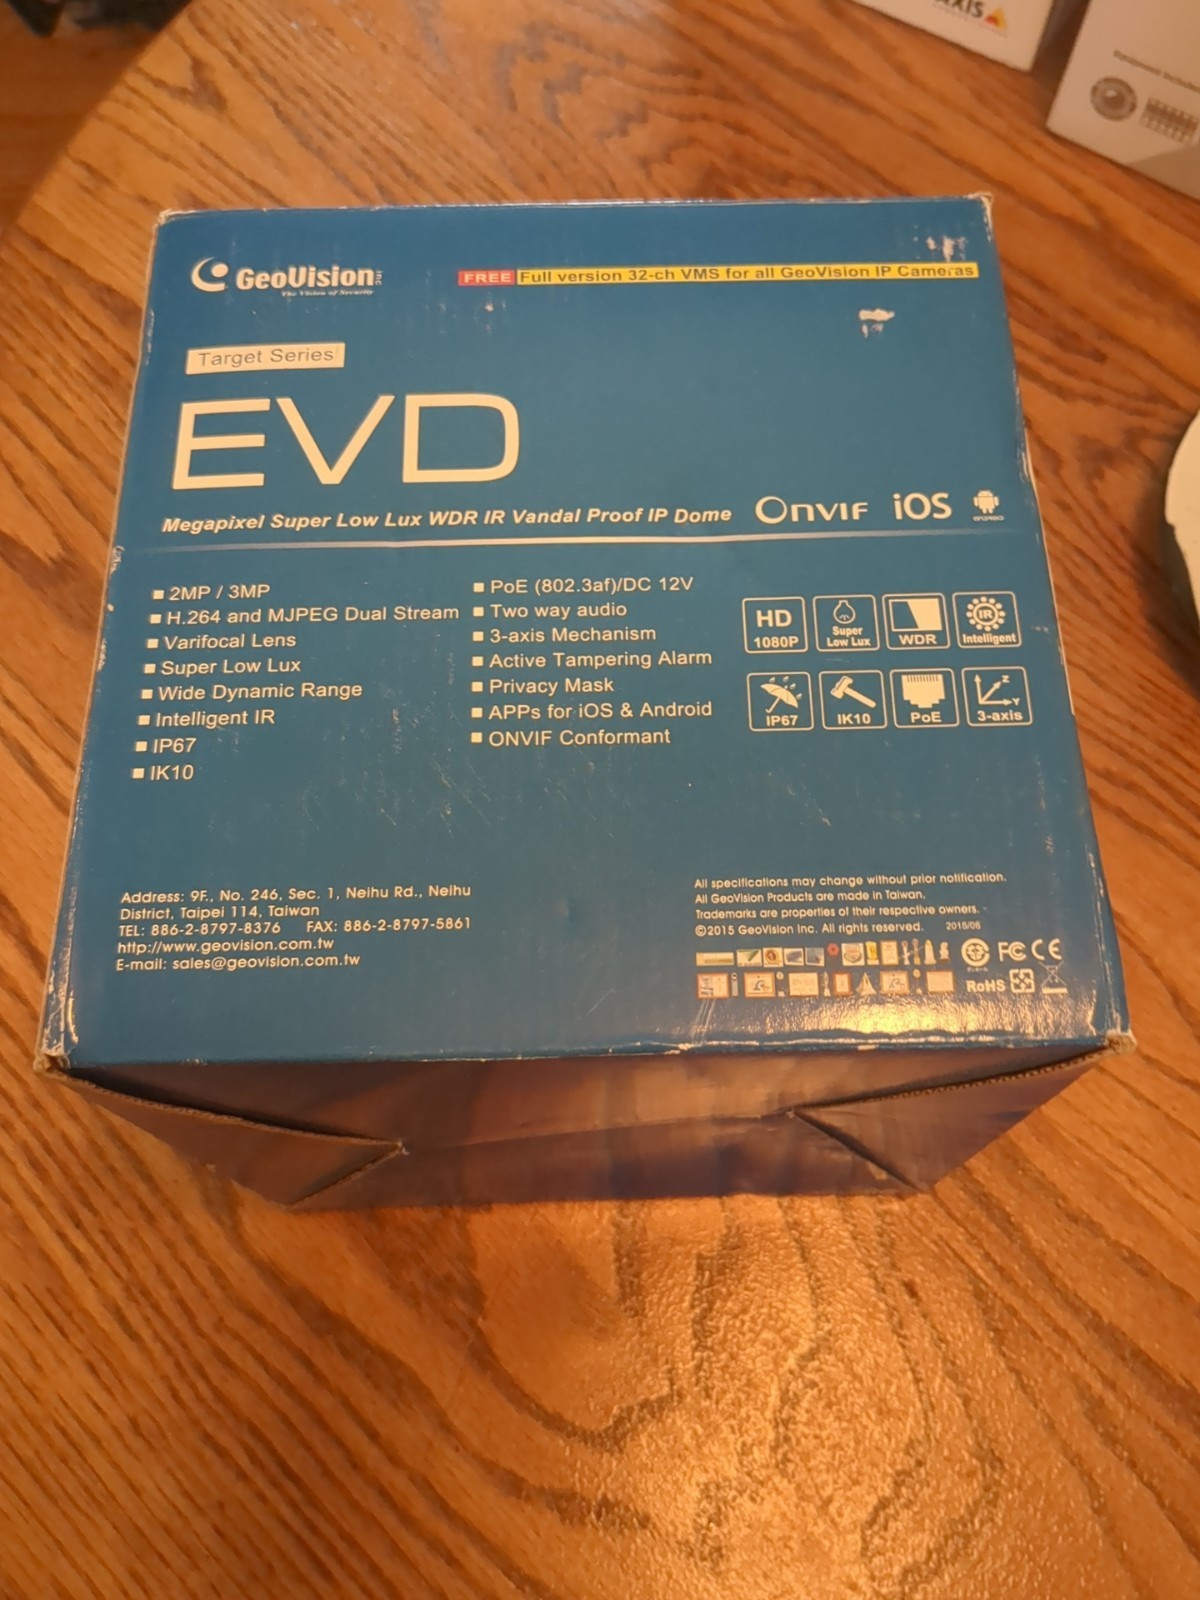 AXIS
GeoVision INC
The Vision of Security
FREE Full version 32-ch VMS for all GeoVision IP Cameras
Target Series
EVD
Megapixel Super Low Lux WDR IR Vandal Proof IP Dome
ONVIF iOS ANDROID
2MP / 3MP
H.264 and MJPEG Dual Stream
Varifocal Lens
Super Low Lux
Wide Dynamic Range
Intelligent IR
IP67
IK10
PoE (802.3af)/DC 12V
Two way audio
3-axis Mechanism
Active Tampering Alarm
Privacy Mask
APPs for iOS & Android
ONVIF Conformant
HD
1080P
Super
Low Lux
WDR
IR
Intelligent
IP67
IK10
PoE
Z
Y
3-axis
Address: 9F., No. 246, Sec. 1, Neihu Rd., Neihu
District, Taipei 114, Taiwan
TEL: 886-2-8797-8376 FAX: 886-2-8797-5861
http://www.geovision.com.tw
E-mail: sales@geovision.com.tw
All specifications may change without prior notification.
All GeoVision Products are made in Taiwan.
Trademarks are properties of their respective owners.
©2015 GeoVision Inc. All rights reserved.
FC CE
RoHS